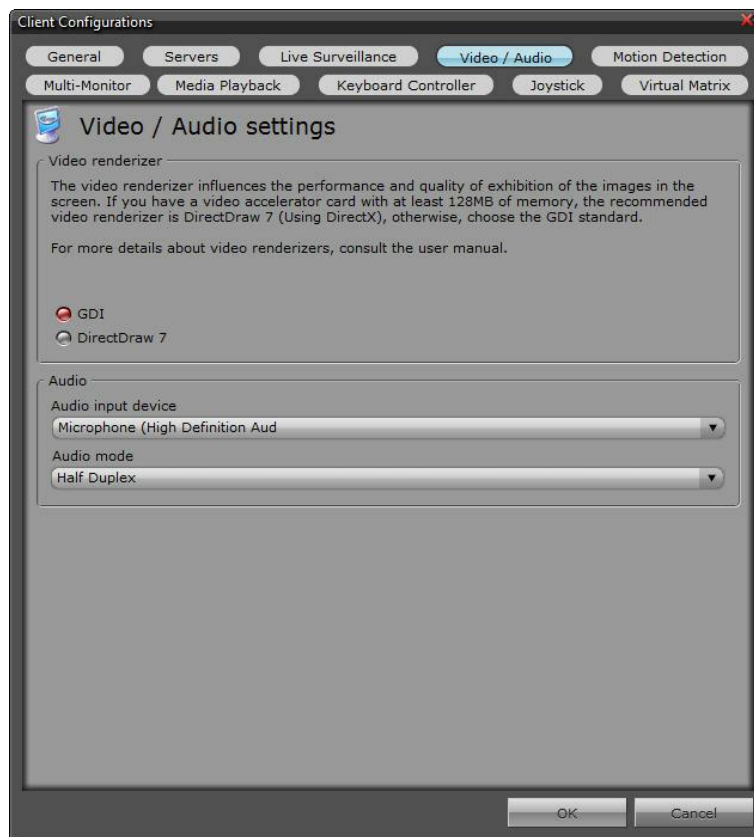 Client Configurations
General Servers Live Surveillance Video / Audio Motion Detection
Multi-Monitor Media Playback Keyboard Controller Joystick Virtual Matrix
Video / Audio settings
Video renderizer
The video renderizer influences the performance and quality of exhibition of the images in the
screen. If you have a video accelerator card with at least 128MB of memory, the recommended
video renderizer is DirectDraw 7 (Using DirectX), otherwise, choose the GDI standard.
For more details about video renderizers, consult the user manual.
GDI
DirectDraw 7
Audio
Audio input device
Microphone (High Definition Aud
Audio mode
Half Duplex
OK Cancel